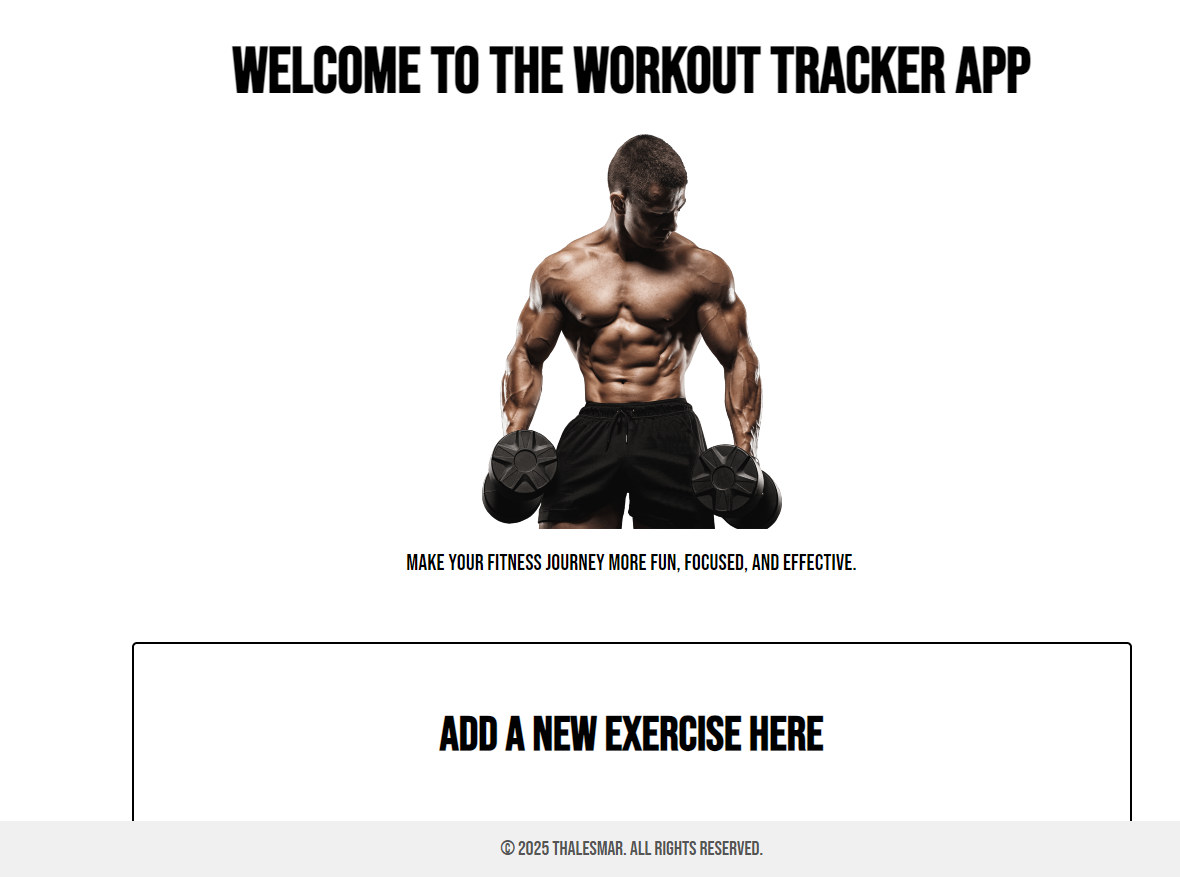 WELCOME TO THE WORKOUT TRACKER APP
MAKE YOUR FITNESS JOURNEY MORE FUN, FOCUSED, AND EFFECTIVE.
ADD A NEW EXERCISE HERE
© 2025 THALESMAR. ALL RIGHTS RESERVED.